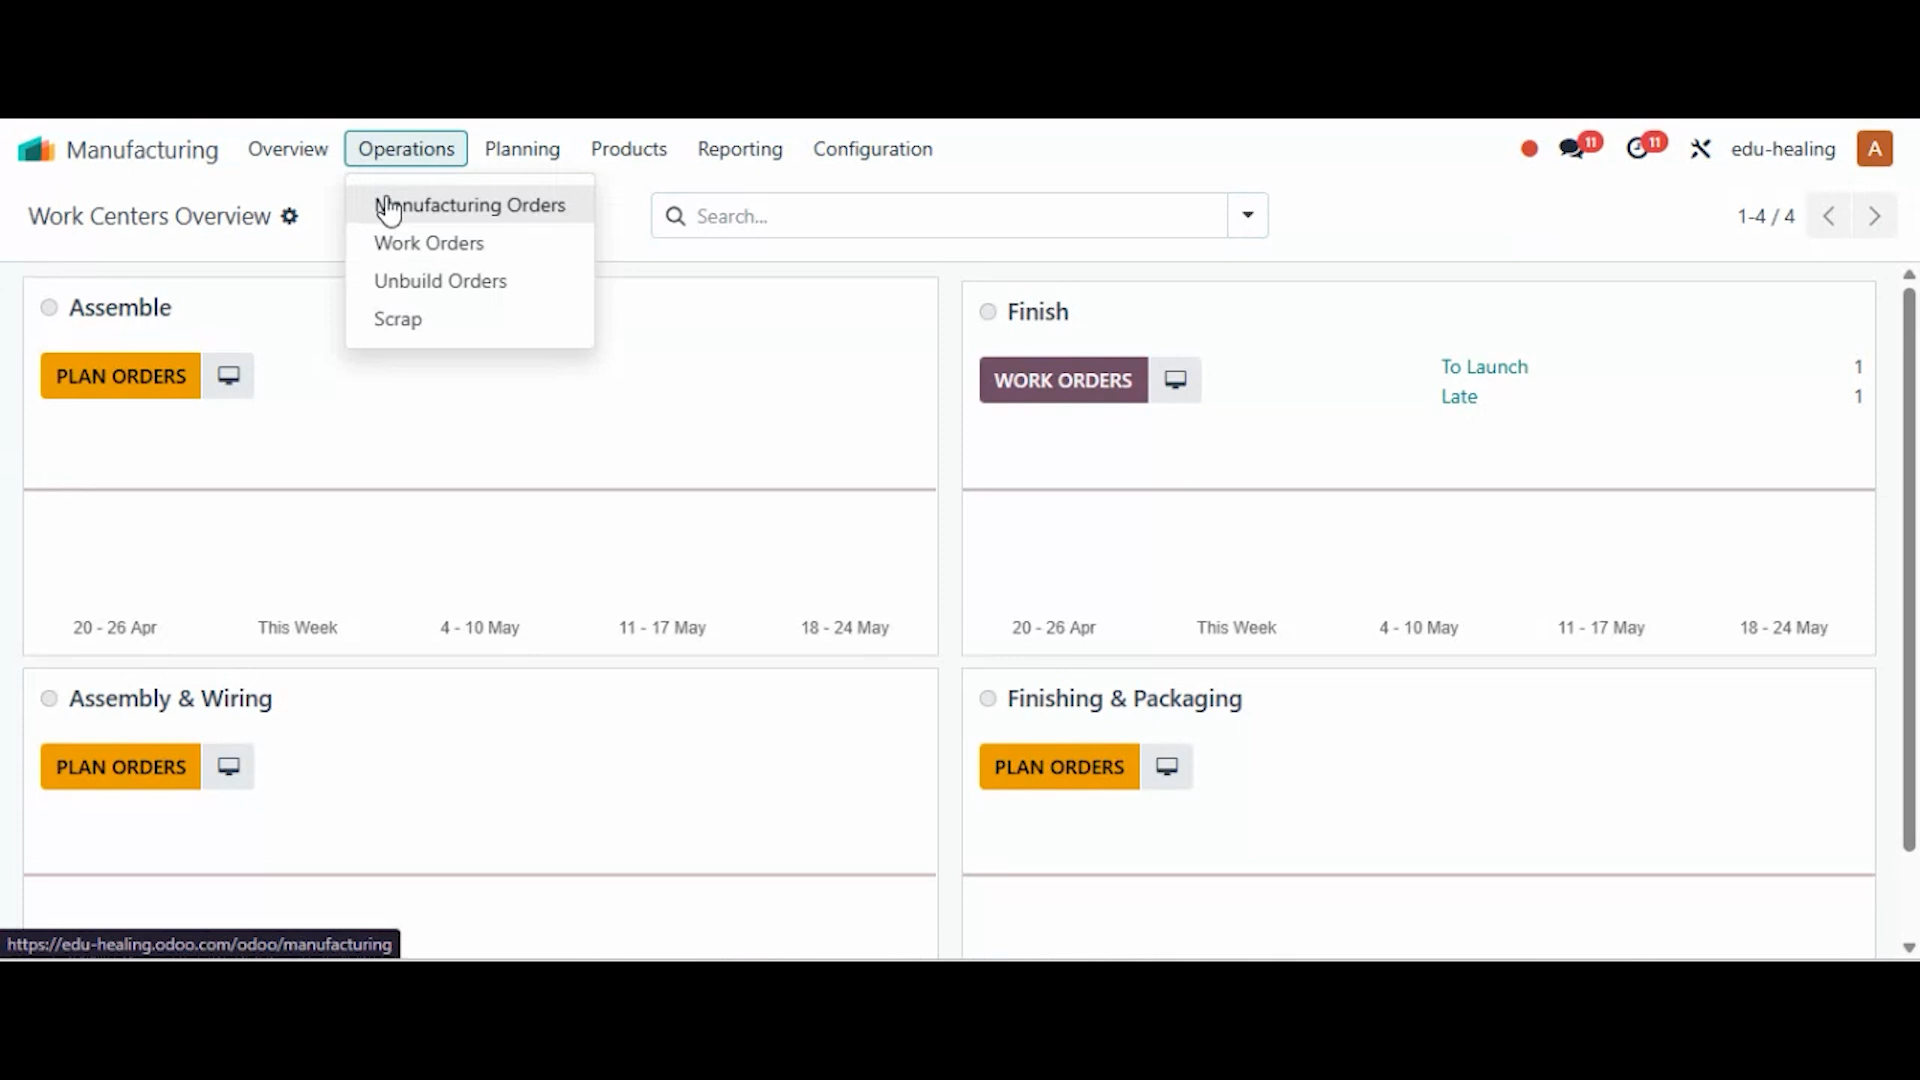 Manufacturing Overview Operations Planning Products Reporting Configuration 11 11 edu-healing A
Work Centers Overview Search... 1-4 / 4
Manufacturing Orders
Work Orders
Unbuild Orders
Scrap
Assemble
PLAN ORDERS
20 - 26 Apr This Week 4 - 10 May 11 - 17 May 18 - 24 May
Finish
WORK ORDERS To Launch 1
Late 1
20 - 26 Apr This Week 4 - 10 May 11 - 17 May 18 - 24 May
Assembly & Wiring
PLAN ORDERS
Finishing & Packaging
PLAN ORDERS
https://edu-healing.odoo.com/odoo/manufacturing